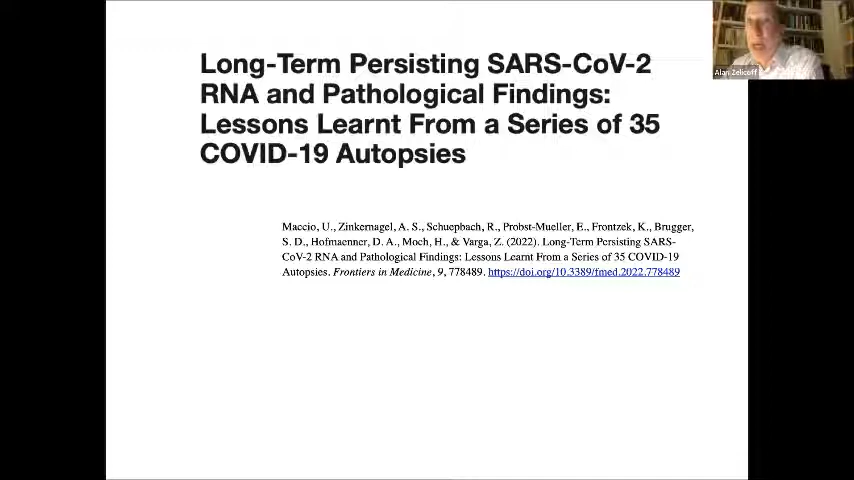 Long-Term Persisting SARS-CoV-2
RNA and Pathological Findings:
Lessons Learnt From a Series of 35
COVID-19 Autopsies
Maccio, U., Zinkernagel, A. S., Schuepbach, R., Probst-Mueller, E., Frontzek, K., Brugger,
S. D., Hofmaenner, D. A., Moch, H., & Varga, Z. (2022). Long-Term Persisting SARS-
CoV-2 RNA and Pathological Findings: Lessons Learnt From a Series of 35 COVID-19
Autopsies. Frontiers in Medicine, 9, 778489. https://doi.org/10.3389/fmed.2022.778489
Alan Zelicoff